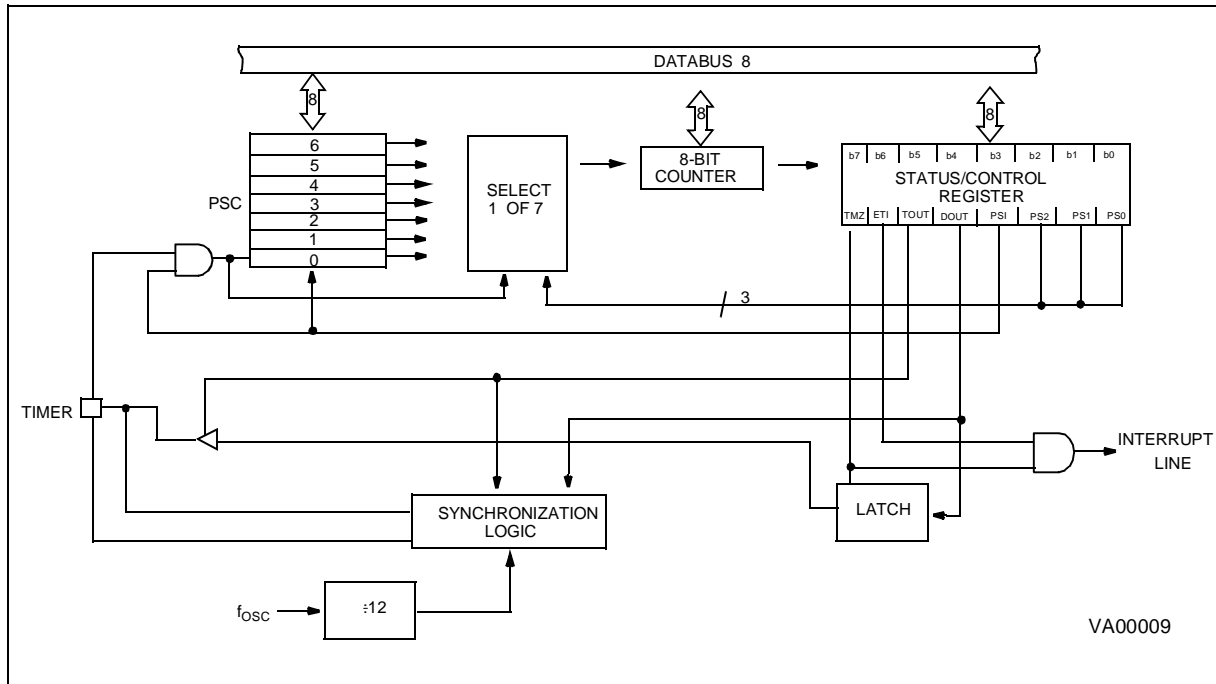 DATABUS 8
8
8
8
6
5
4
3
2
1
0
PSC
SELECT
1 OF 7
8-BIT
COUNTER
b7 b6 b5 b4 b3 b2 b1 b0
STATUS/CONTROL
REGISTER
TMZ ETI TOUT DOUT PSI PS2 PS1 PS0
3
TIMER
INTERRUPT
LINE
SYNCHRONIZATION
LOGIC
LATCH
fOSC
÷12
VA00009